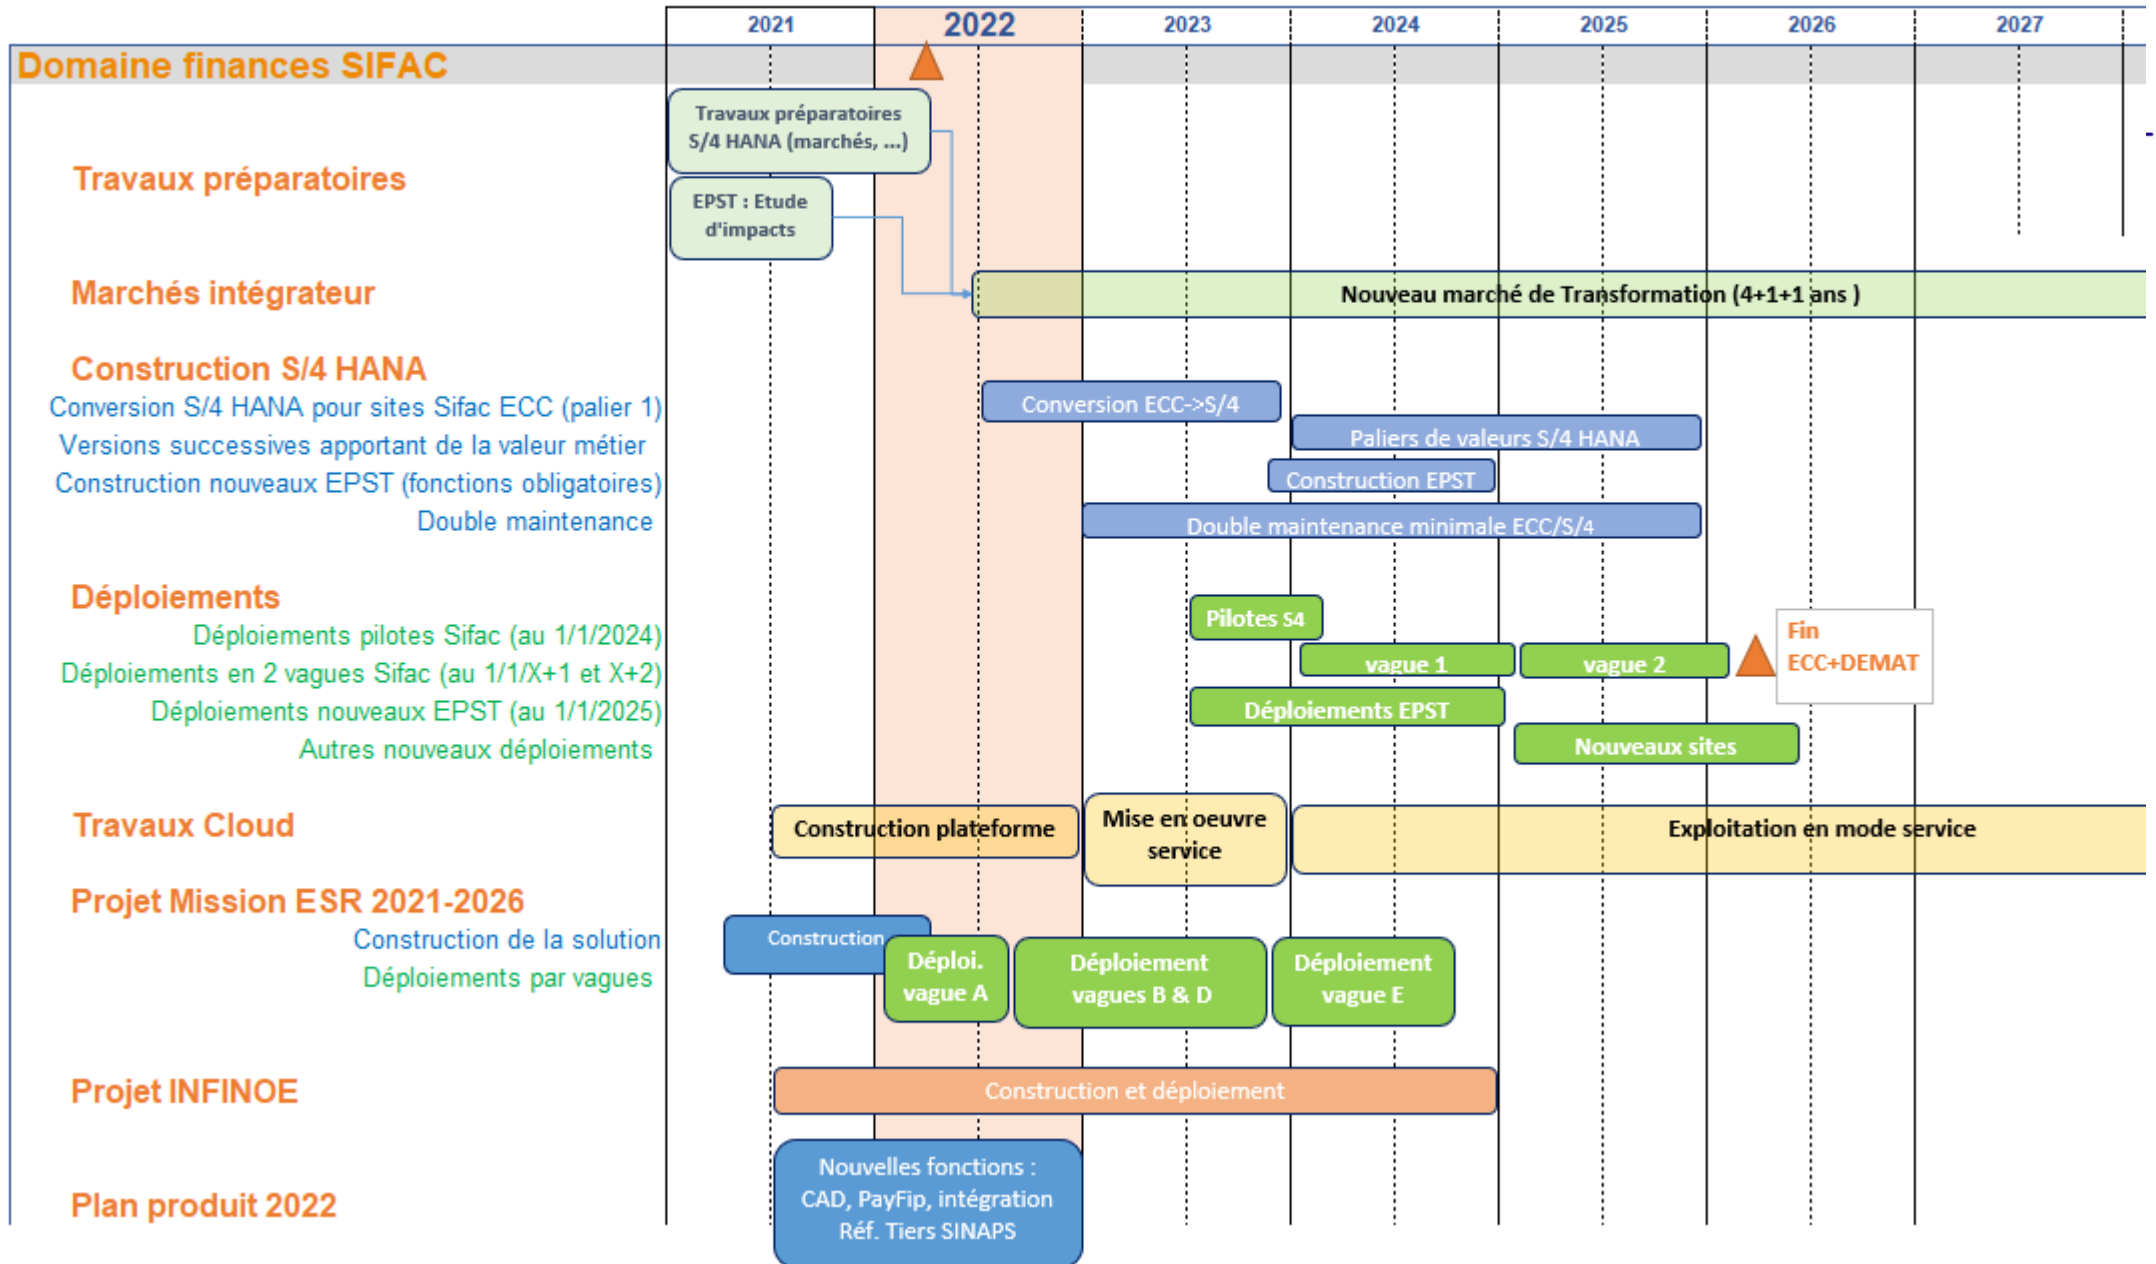 2021
2022
2023
2024
2025
2026
2027
Domaine finances SIFAC
Travaux préparatoires
S/4 HANA (marchés, ...)
Travaux préparatoires
EPST : Etude
d'impacts
Marchés intégrateur
Nouveau marché de Transformation (4+1+1 ans )
Construction S/4 HANA
Conversion S/4 HANA pour sites Sifac ECC (palier 1)
Conversion ECC->S/4
Versions successives apportant de la valeur métier
Paliers de valeurs S/4 HANA
Construction nouveaux EPST (fonctions obligatoires)
Construction EPST
Double maintenance
Double maintenance minimale ECC/S/4
Déploiements
Déploiements pilotes Sifac (au 1/1/2024)
Pilotes S4
Fin
ECC+DEMAT
Déploiements en 2 vagues Sifac (au 1/1/X+1 et X+2)
vague 1
vague 2
Déploiements nouveaux EPST (au 1/1/2025)
Déploiements EPST
Autres nouveaux déploiements
Nouveaux sites
Travaux Cloud
Construction plateforme
Mise en oeuvre
service
Exploitation en mode service
Projet Mission ESR 2021-2026
Construction de la solution
Construction
Déploiements par vagues
Déploi.
vague A
Déploiement
vagues B & D
Déploiement
vague E
Projet INFINOE
Construction et déploiement
Plan produit 2022
Nouvelles fonctions :
CAD, PayFip, intégration
Réf. Tiers SINAPS